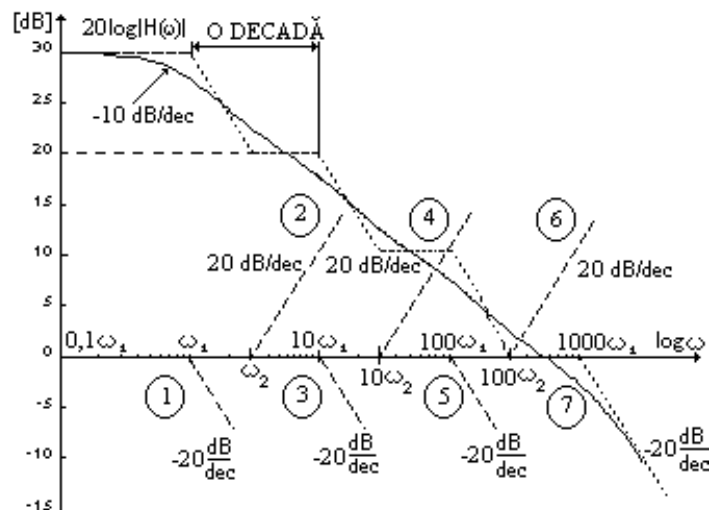 [dB]
20log|H(ω)|
O DECADĂ
30
25
-10 dB/dec
20
15
2
4
6
10
20 dB/dec
20 dB/dec
20 dB/dec
5
0,1ω₁
ω₁
10ω₁
100ω₁
1000ω₁
logω
0
ω₂
10ω₂
100ω₂
1
3
5
7
-5
-20 dB/dec
-20 dB/dec
-20 dB/dec
-20 dB/dec
-10
-15